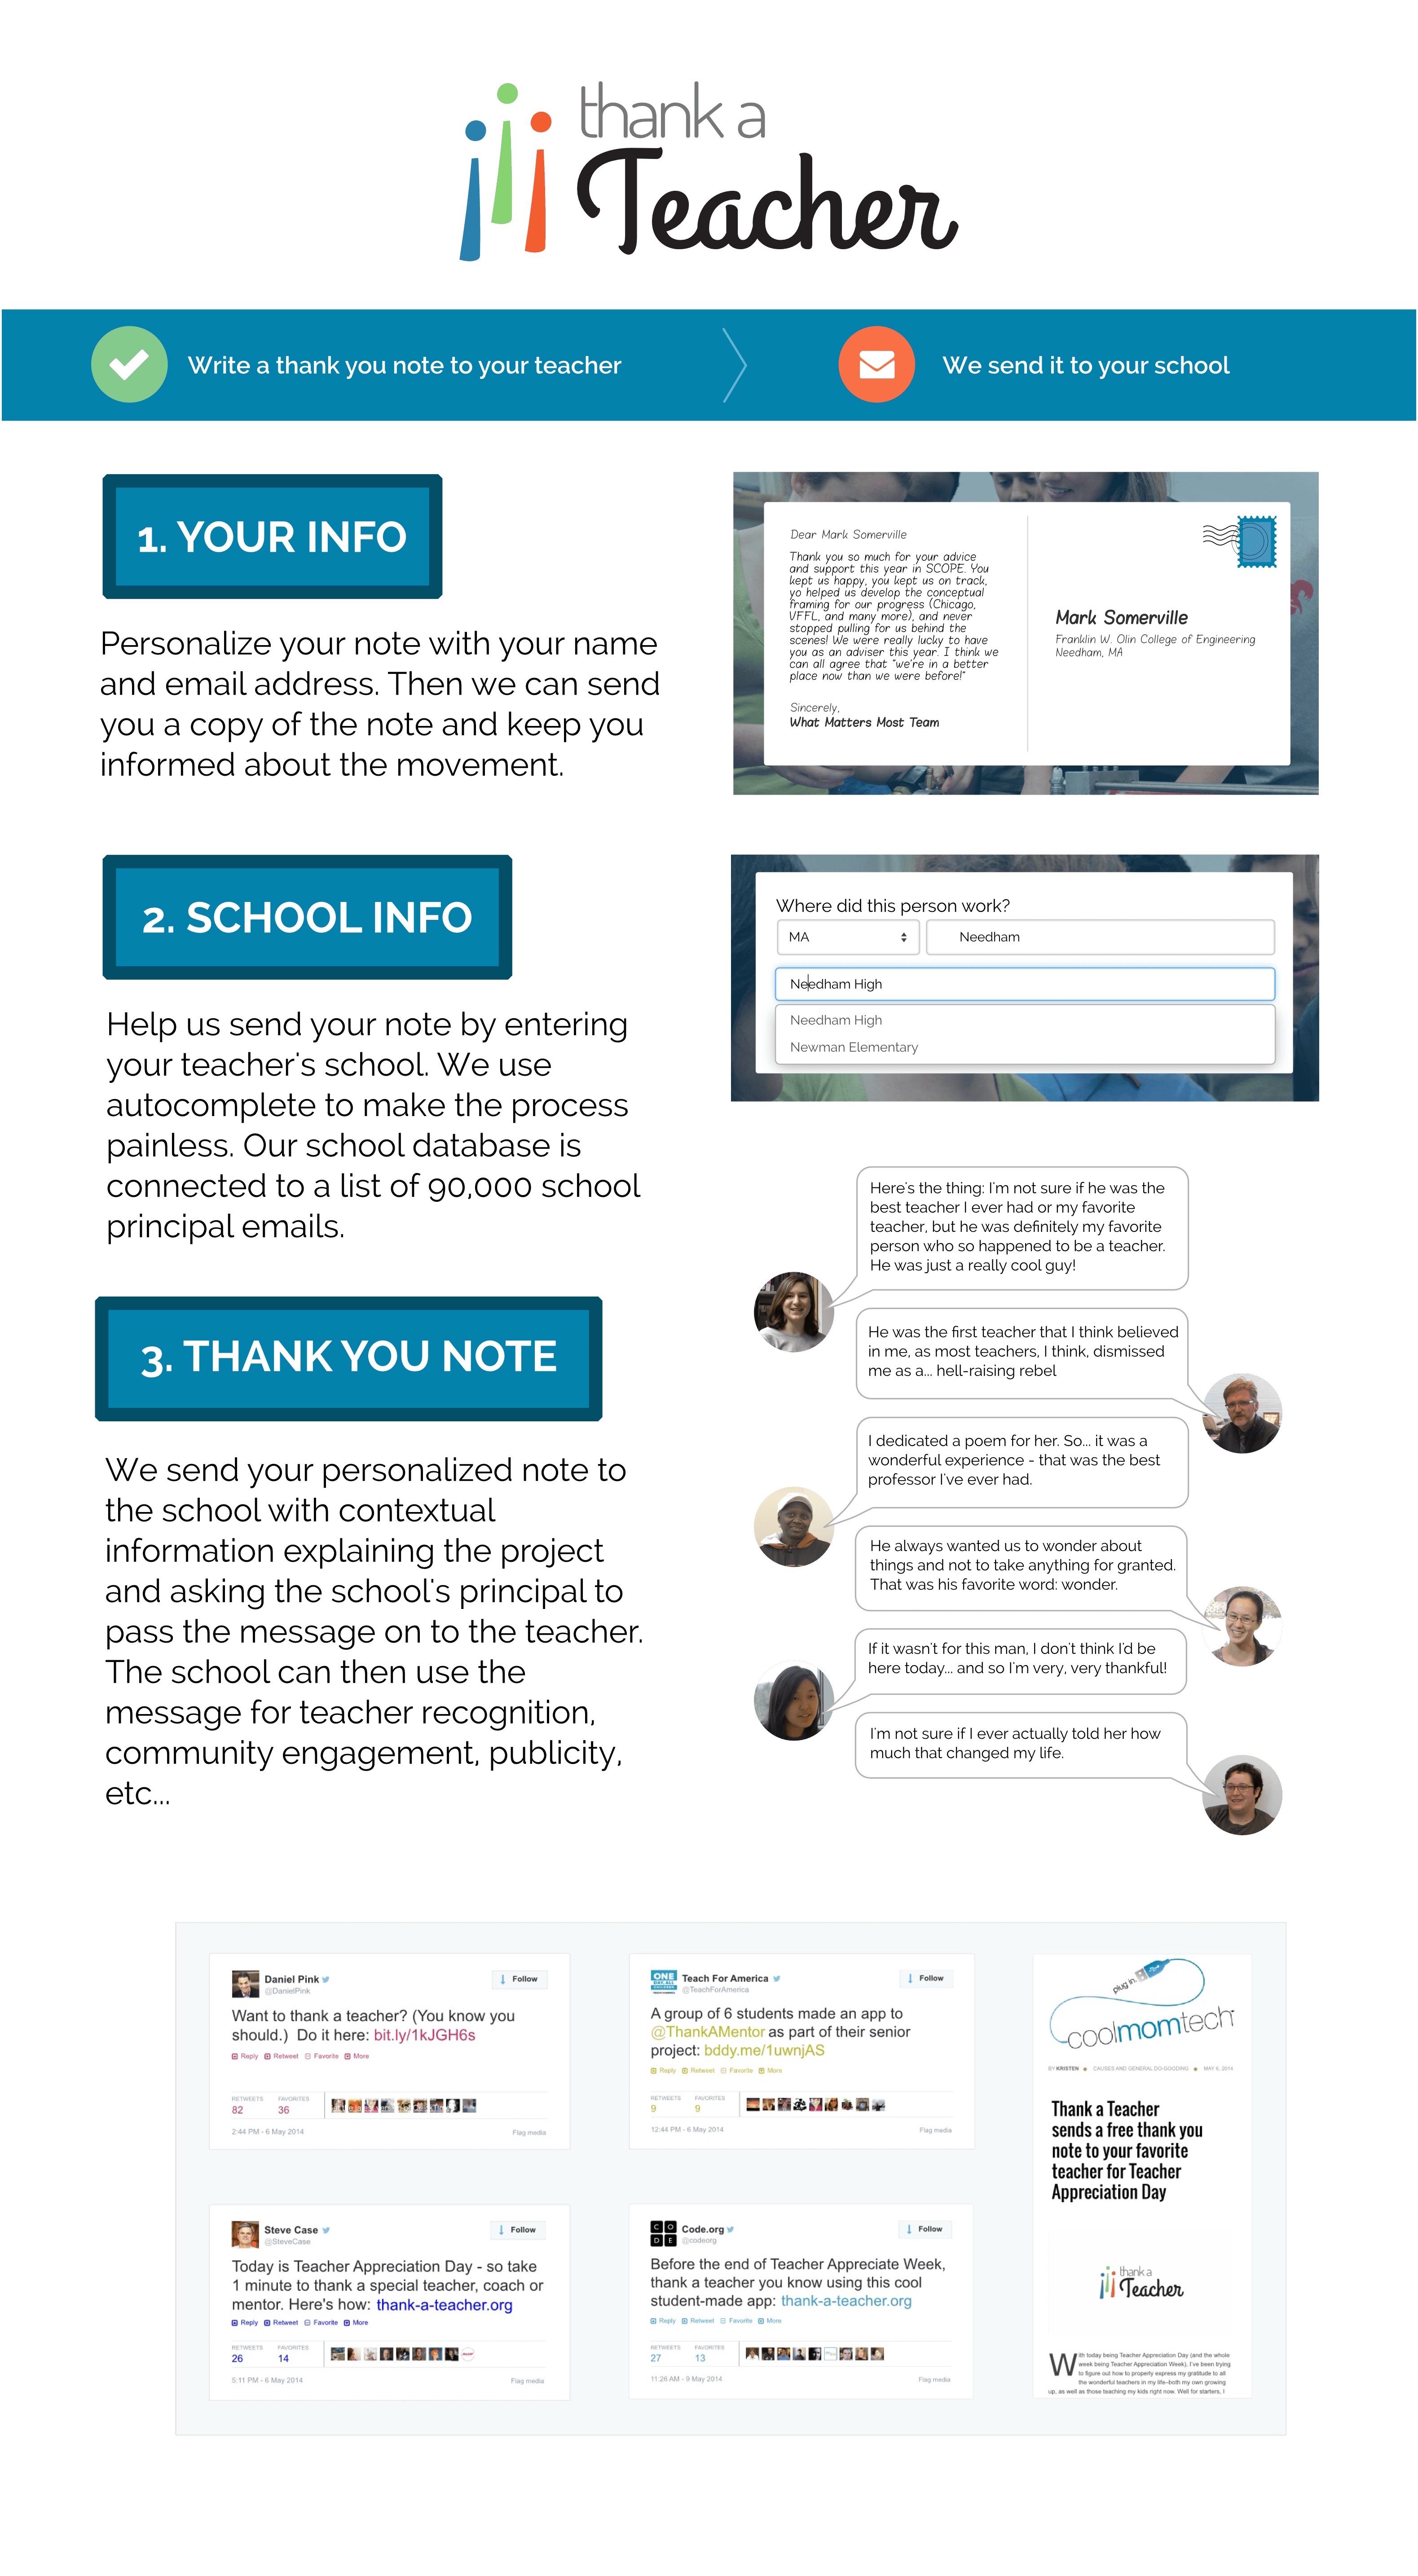 thank a
Teacher
Write a thank you note to your teacher
We send it to your school
1. YOUR INFO
Personalize your note with your name
and email address. Then we can send
you a copy of the note and keep you
informed about the movement.
Dear Mark Somerville
Thank you so much for your advice
and support this year in SCOPE. You
kept us happy, you kept us on track,
yo helped us develop the conceptual
framing for our progress (Chicago,
VFFL, and many more), and never
stopped pulling for us behind the
scenes! We were really lucky to have
you as an adviser this year. I think we
can all agree that "we're in a better
place now than we were before!"
Sincerely,
What Matters Most Team
Mark Somerville
Franklin W. Olin College of Engineering
Needham, MA
2. SCHOOL INFO
Help us send your note by entering
your teacher's school. We use
autocomplete to make the process
painless. Our school database is
connected to a list of 90,000 school
principal emails.
Where did this person work?
MA
Needham
Needham High
Needham High
Newman Elementary
3. THANK YOU NOTE
We send your personalized note to
the school with contextual
information explaining the project
and asking the school's principal to
pass the message on to the teacher.
The school can then use the
message for teacher recognition,
community engagement, publicity,
etc...
Here's the thing: I'm not sure if he was the
best teacher I ever had or my favorite
teacher, but he was definitely my favorite
person who so happened to be a teacher.
He was just a really cool guy!
He was the first teacher that I think believed
in me, as most teachers, I think, dismissed
me as a... hell-raising rebel
I dedicated a poem for her. So... it was a
wonderful experience - that was the best
professor I've ever had.
He always wanted us to wonder about
things and not to take anything for granted.
That was his favorite word: wonder.
If it wasn't for this man, I don't think I'd be
here today... and so I'm very, very thankful!
I'm not sure if I ever actually told her how
much that changed my life.
Daniel Pink
@DanielPink
Follow
Want to thank a teacher? (You know you
should.) Do it here: bit.ly/1kJGH6s
Reply Retweet Favorite More
RETWEETS FAVORITES
82 36
2:44 PM - 6 May 2014
Flag media
ONE
Teach For America
@TeachForAmerica
Follow
A group of 6 students made an app to
@ThankAMentor as part of their senior
project: bddy.me/1uwnjAS
Reply Retweet Favorite More
RETWEETS FAVORITES
9 9
12:44 PM - 6 May 2014
Flag media
Steve Case
@SteveCase
Follow
Today is Teacher Appreciation Day - so take
1 minute to thank a special teacher, coach or
mentor. Here's how: thank-a-teacher.org
Reply Retweet Favorite More
RETWEETS FAVORITES
26 14
5:11 PM - 6 May 2014
Flag media
CO
DE
Code.org
@codeorg
Follow
Before the end of Teacher Appreciate Week,
thank a teacher you know using this cool
student-made app: thank-a-teacher.org
Reply Retweet Favorite More
RETWEETS FAVORITES
27 13
11:26 AM - 9 May 2014
Flag media
plug in.
coolmomtech
BY KRISTEN CAUSES AND GENERAL DO-GOODING MAY 6, 2014
Thank a Teacher
sends a free thank you
note to your favorite
teacher for Teacher
Appreciation Day
thank a
Teacher
With today being Teacher Appreciation Day (and the whole
week being Teacher Appreciation Week), I've been trying
to figure out how to properly express my gratitude to all
the wonderful teachers in my life–both my own growing
up, as well as those teaching my kids right now. Well for starters, I